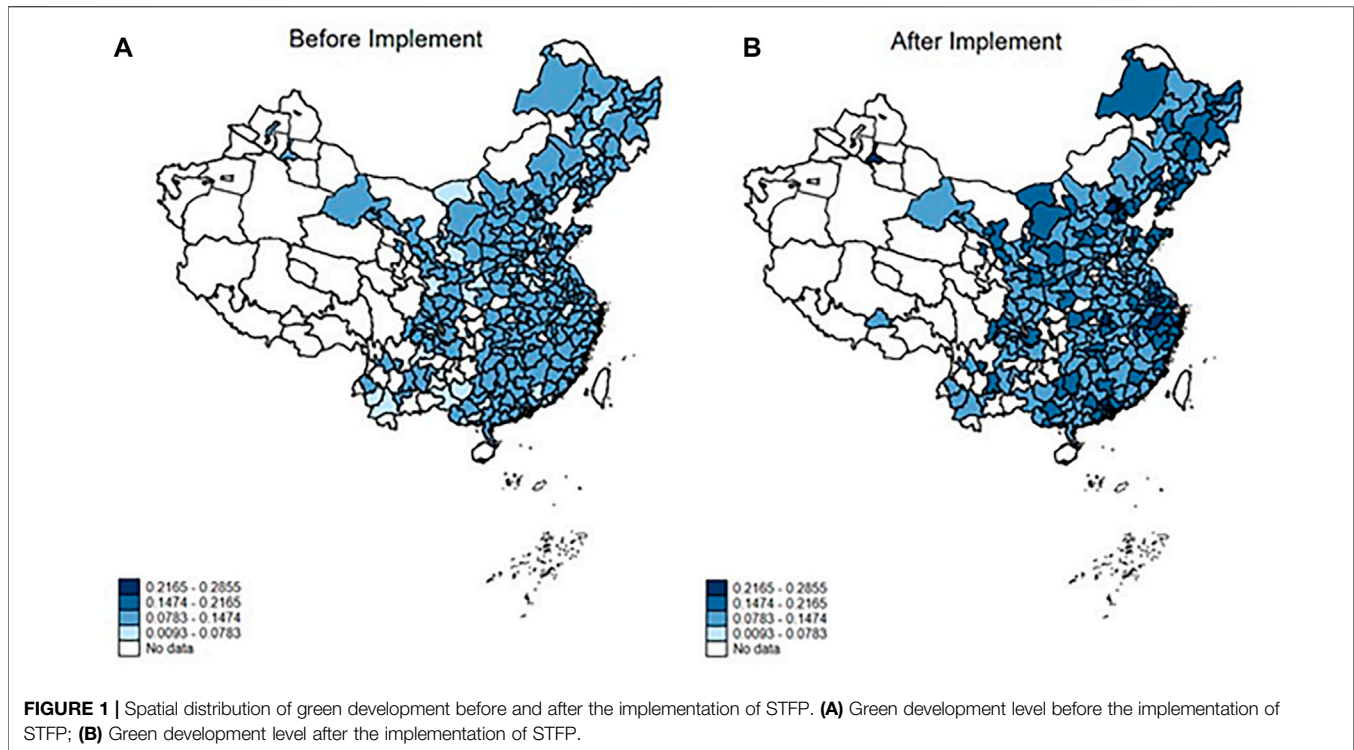 A
Before Implement
0.2165 - 0.2855
0.1474 - 0.2165
0.0783 - 0.1474
0.0093 - 0.0783
No data
B
After Implement
0.2165 - 0.2855
0.1474 - 0.2165
0.0783 - 0.1474
0.0093 - 0.0783
No data
FIGURE 1 | Spatial distribution of green development before and after the implementation of STFP. (A) Green development level before the implementation of
STFP; (B) Green development level after the implementation of STFP.